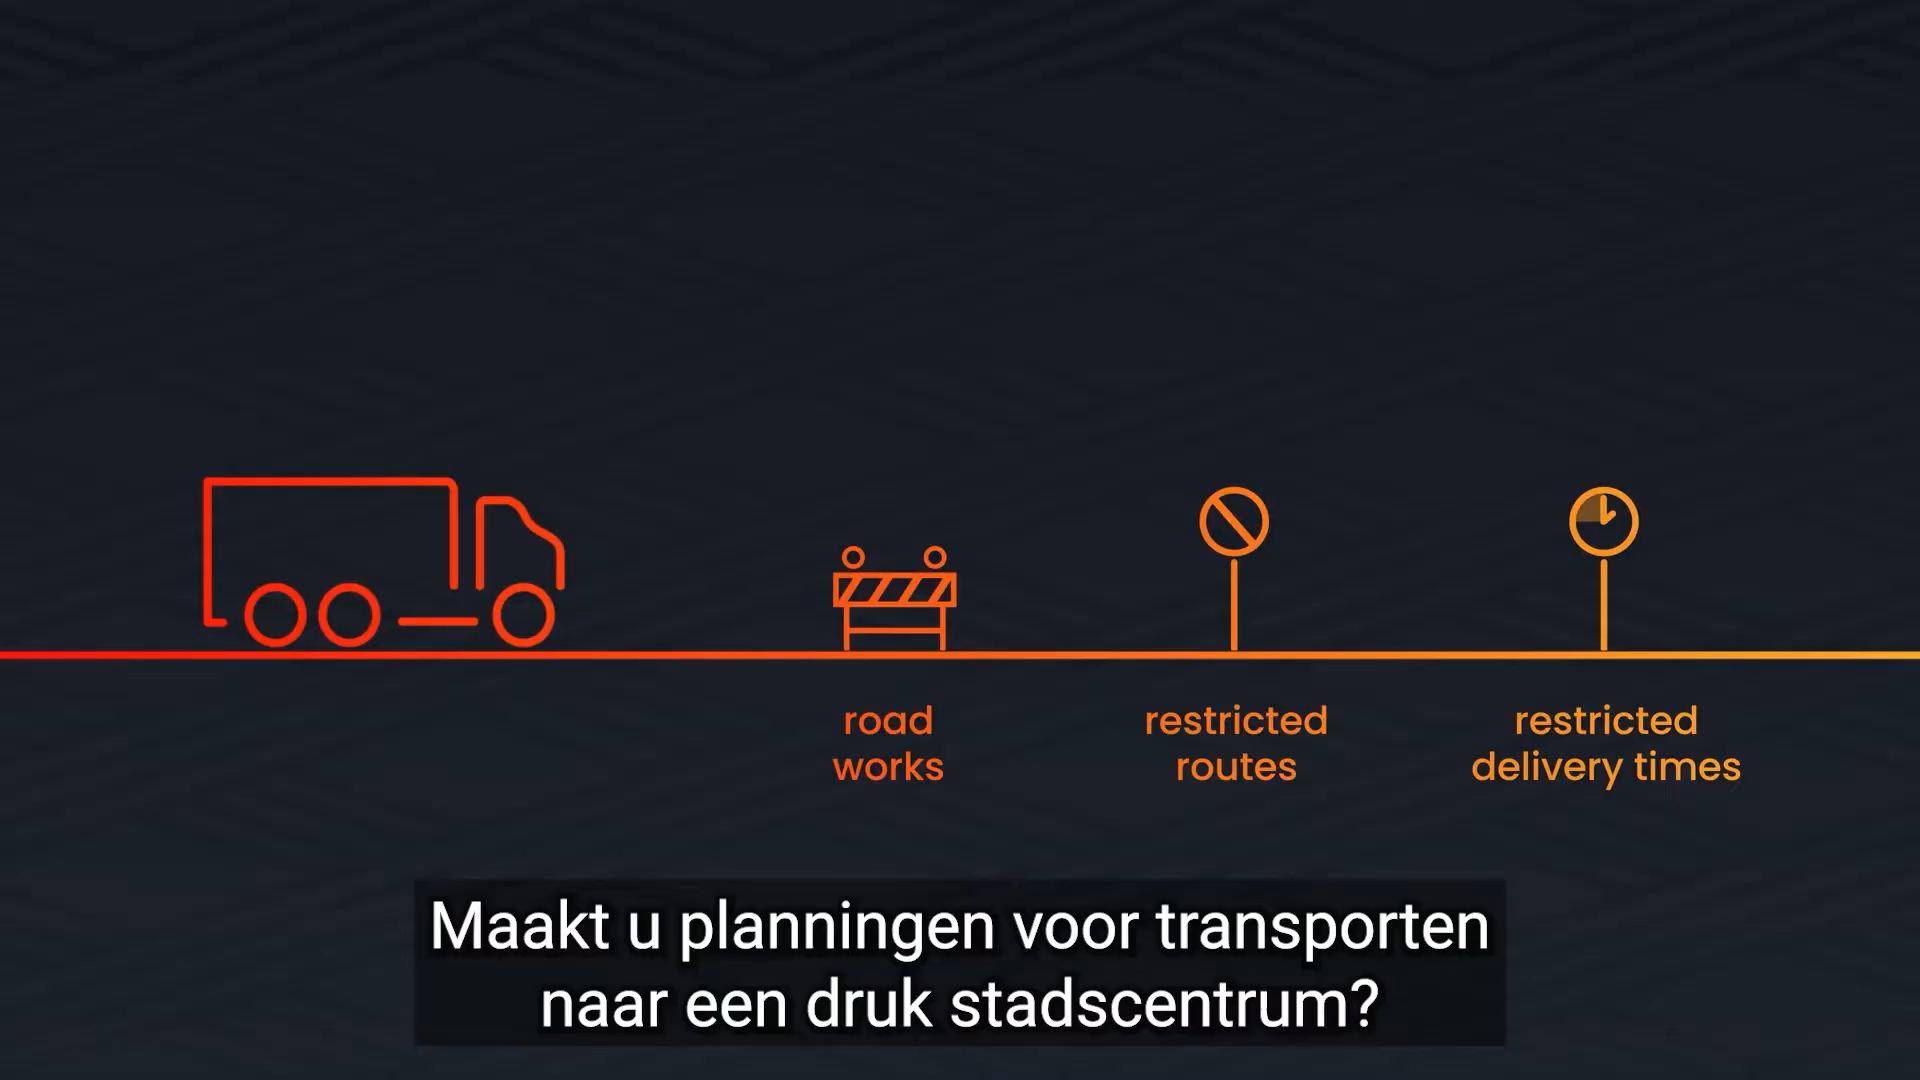 road
works
restricted
routes
restricted
delivery times
Maakt u planningen voor transporten
naar een druk stadscentrum?